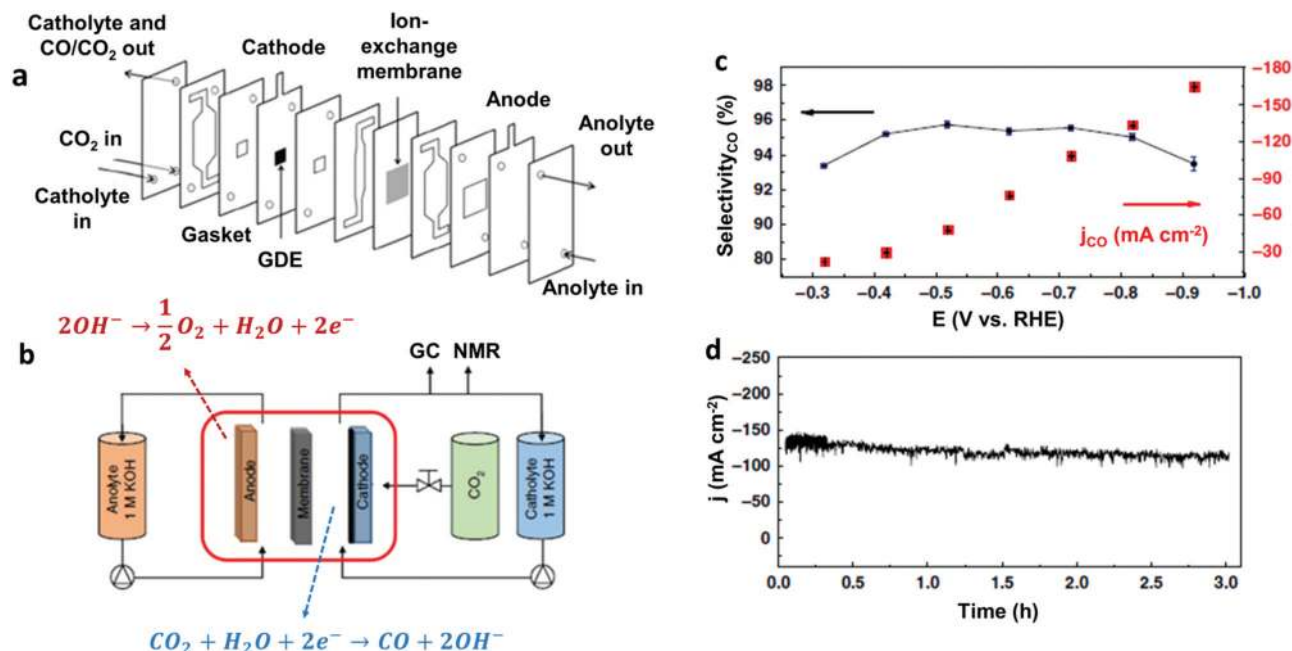 a
Catholyte and
CO/CO₂ out
Cathode
Ion-
exchange
membrane
Anode
Anolyte
out
CO₂ in
Catholyte
in
Gasket
GDE
Anolyte in
2OH⁻ → 1/2 O₂ + H₂O + 2e⁻
b
GC NMR
Anolyte
1 M KOH
Anode
Membrane
Cathode
CO₂
Catholyte
1 M KOH
CO₂ + H₂O + 2e⁻ → CO + 2OH⁻
c
Selectivity_CO (%)
98
96
94
92
90
82
80
−180
−150
−120
−90
−60
−30
j_CO (mA cm⁻²)
−0.3 −0.4 −0.5 −0.6 −0.7 −0.8 −0.9 −1.0
E (V vs. RHE)
d
j (mA cm⁻²)
−250
−200
−150
−100
−50
0
0.0 0.5 1.0 1.5 2.0 2.5 3.0
Time (h)